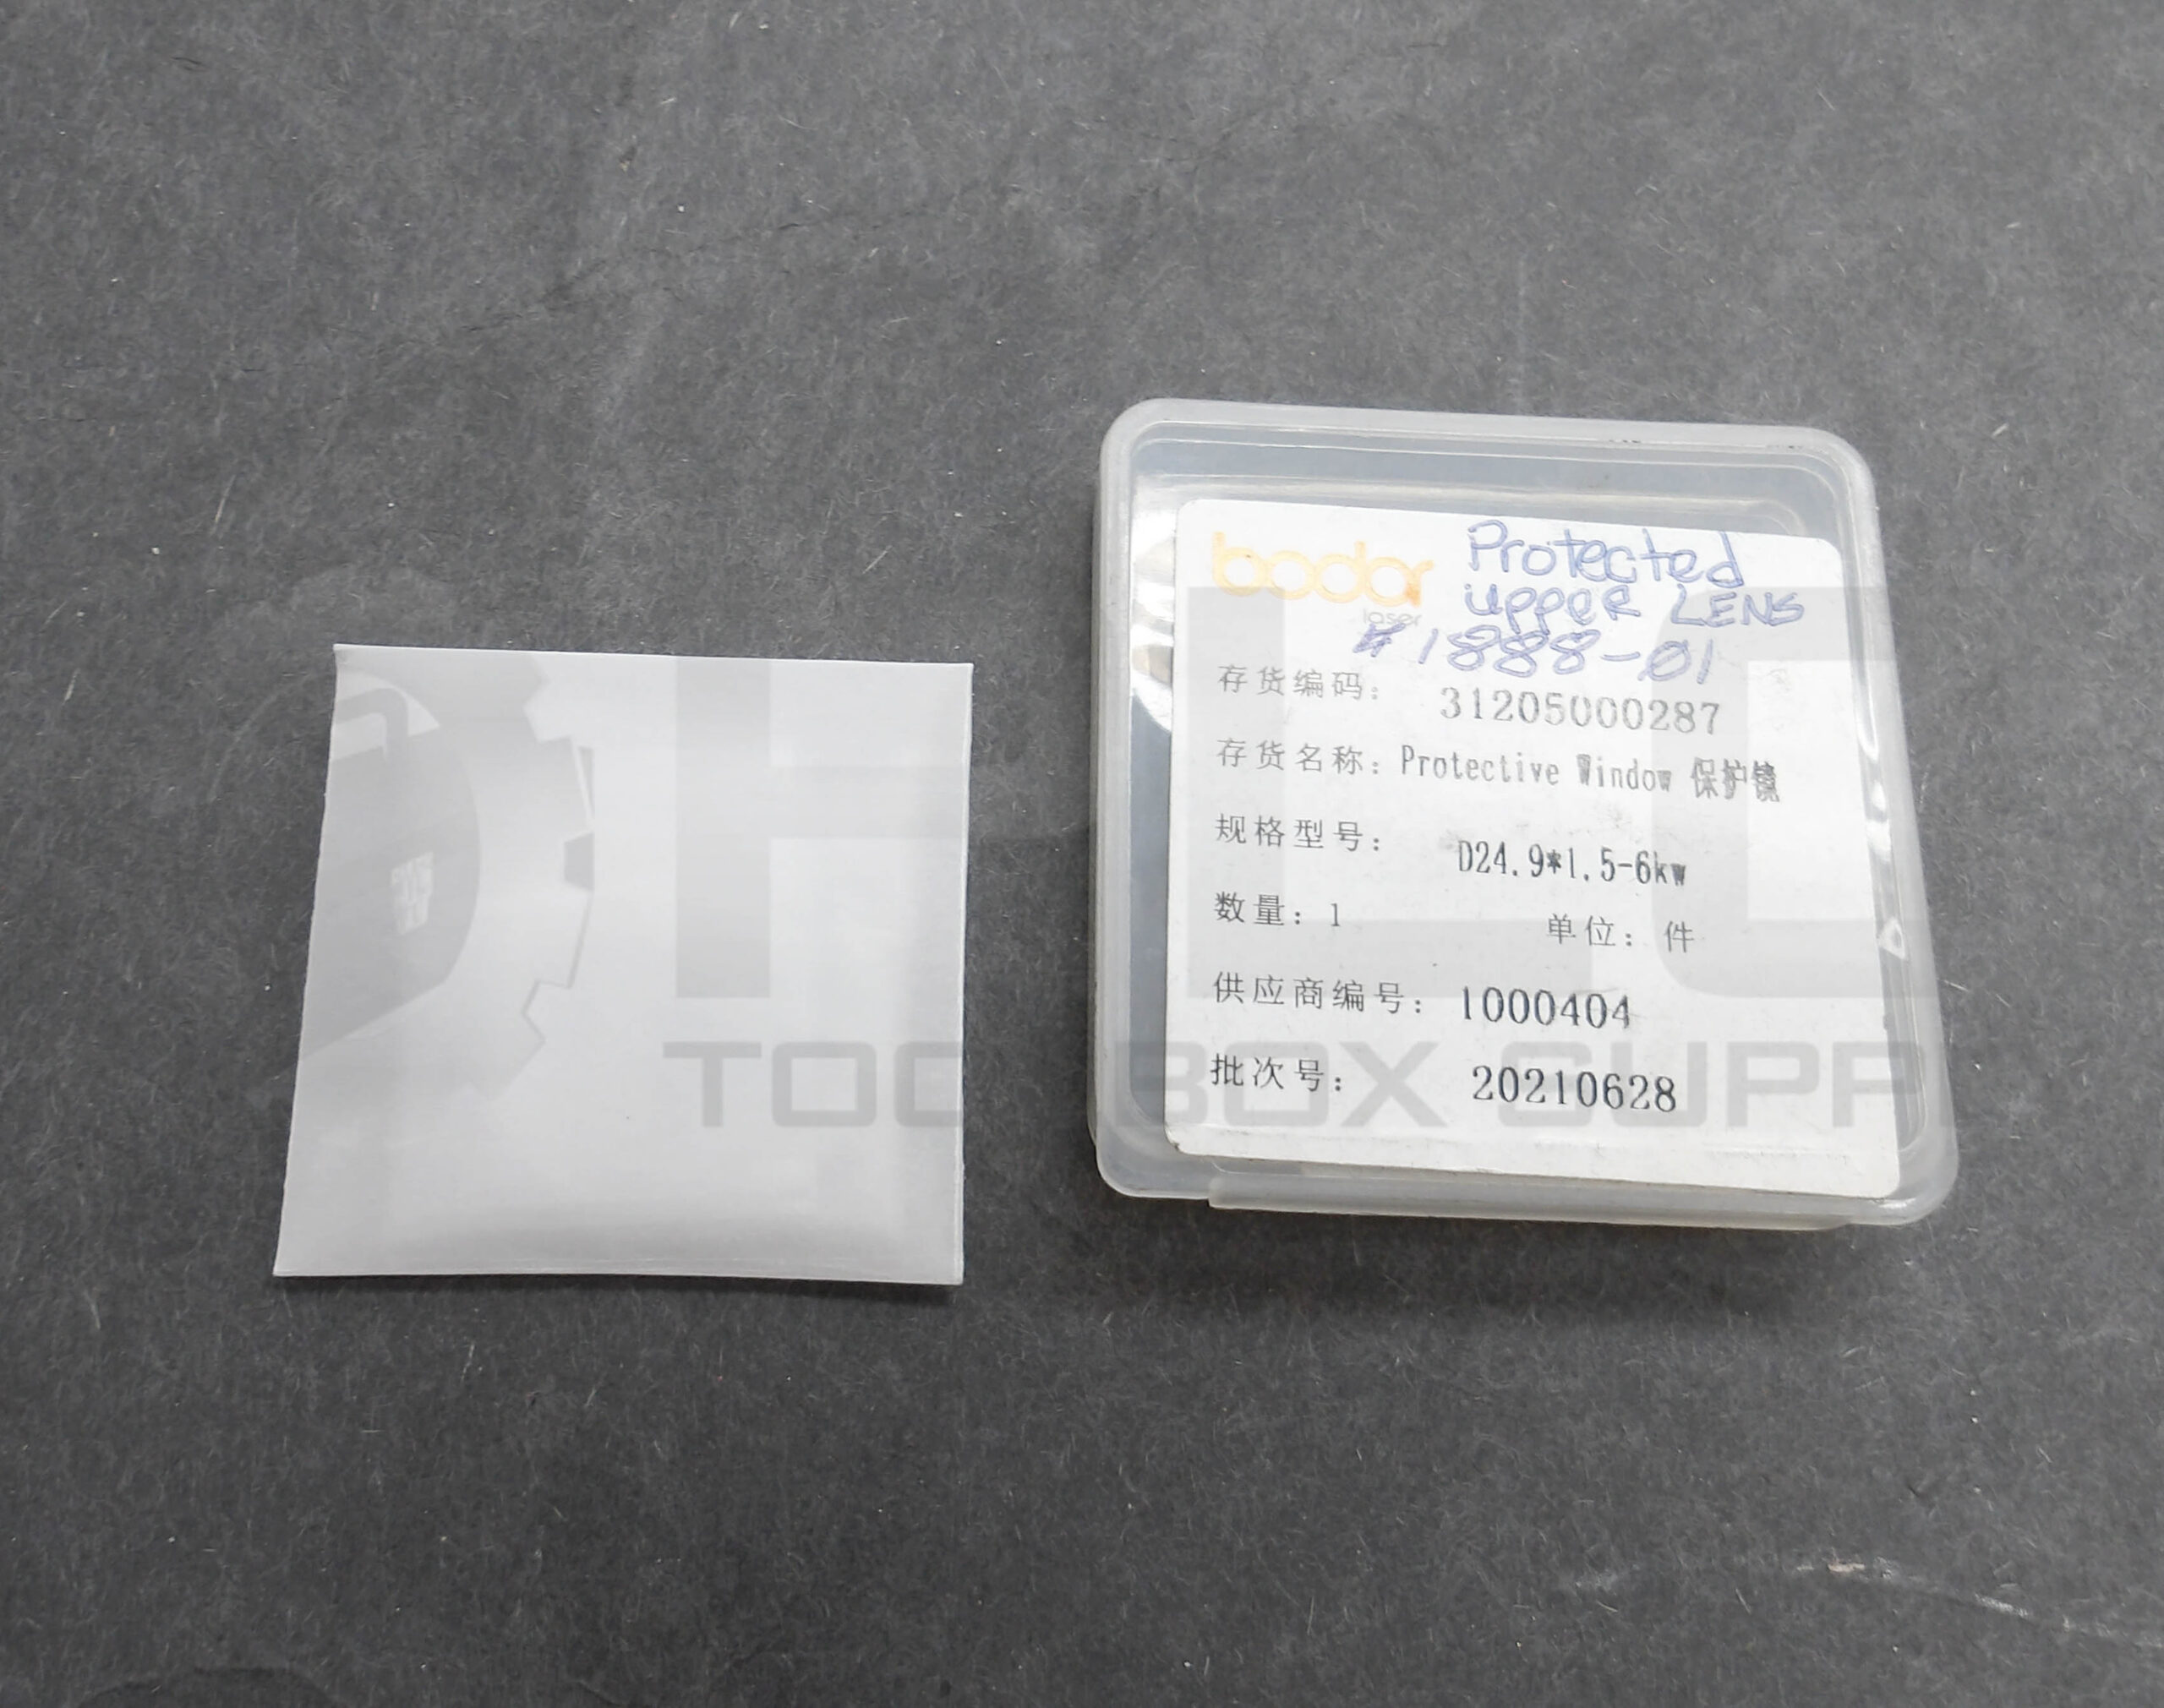 bodor
laser
Protected
upper LENS
#1888-01
存货编码: 31205000287
存货名称: Protective Window 保护镜
规格型号: D24.9*1.5-6kw
数量: 1 单位: 件
供应商编号: 1000404
批次号: 20210628